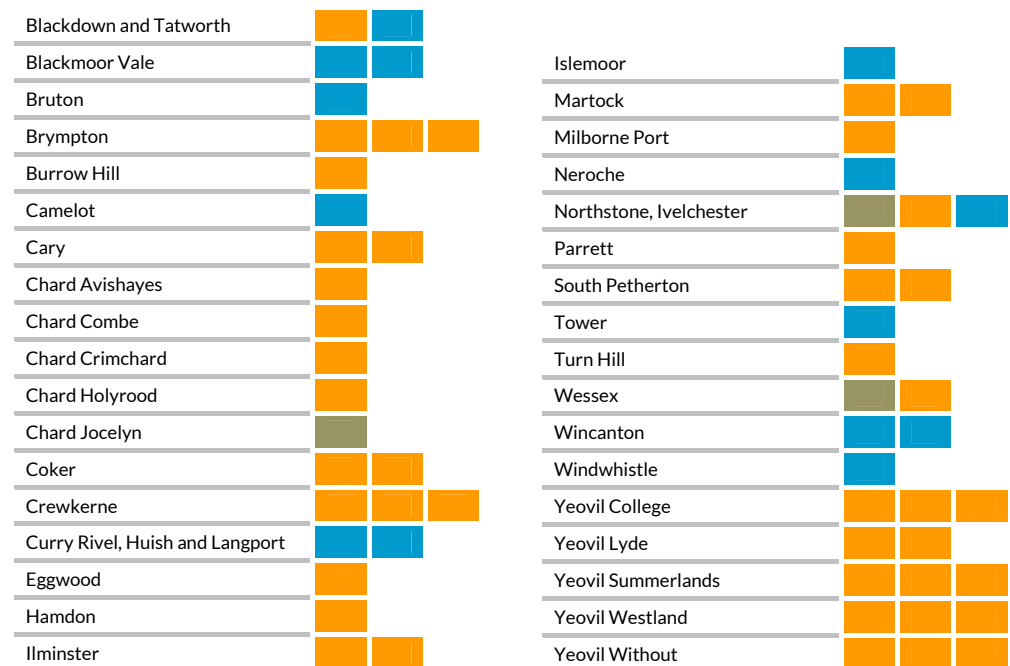 Blackdown and Tatworth
Blackmoor Vale
Bruton
Brympton
Burrow Hill
Camelot
Cary
Chard Avishayes
Chard Combe
Chard Crimchard
Chard Holyrood
Chard Jocelyn
Coker
Crewkerne
Curry Rivel, Huish and Langport
Eggwood
Hamdon
Ilminster
Islemoor
Martock
Milborne Port
Neroche
Northstone, Ivelchester
Parrett
South Petherton
Tower
Turn Hill
Wessex
Wincanton
Windwhistle
Yeovil College
Yeovil Lyde
Yeovil Summerlands
Yeovil Westland
Yeovil Without